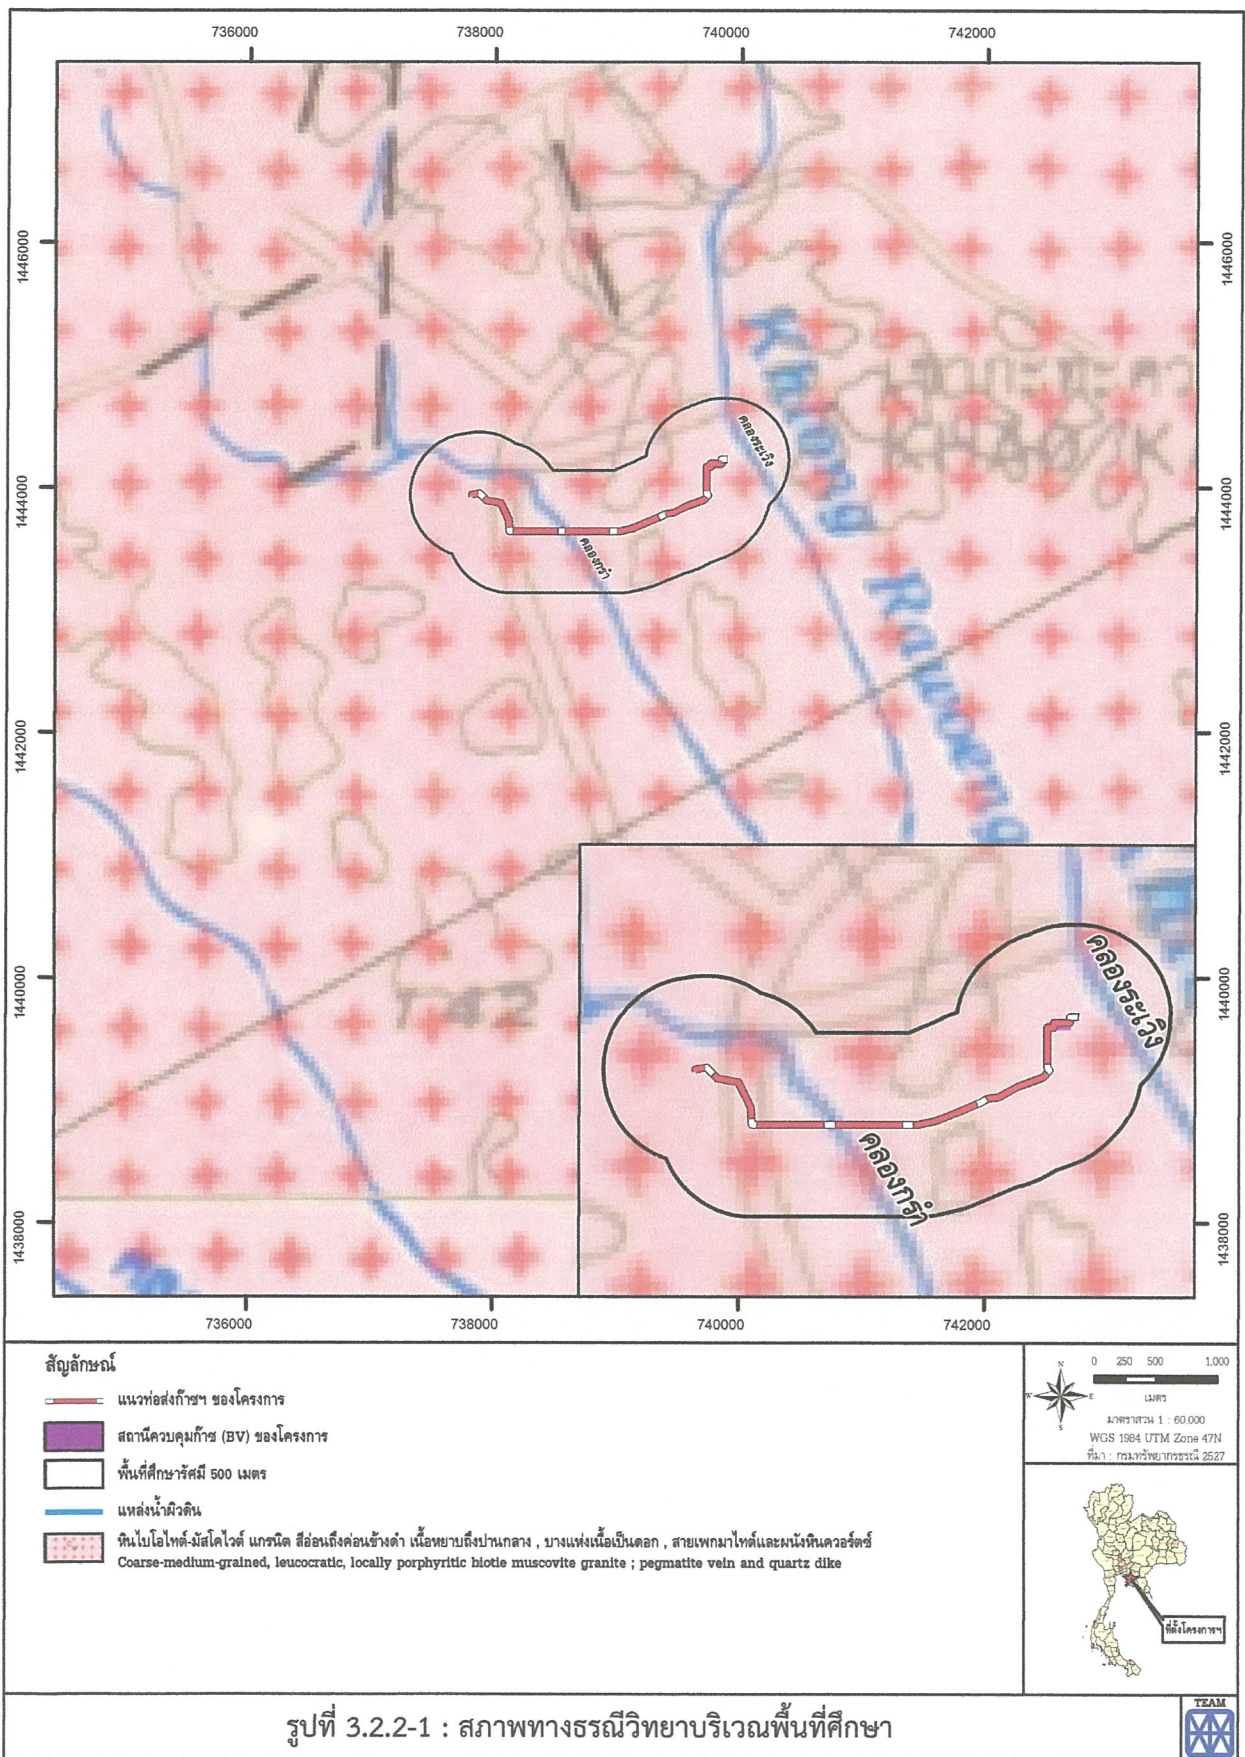 736000 738000 740000 742000
1446000 1446000
Khlong
คลองระเวิง
1444000 1444000
คลองกรำ
Raweng
1442000 1442000
คลองระเวิง
1440000 1440000
T42
คลองกรำ
1438000 1438000
736000 738000 740000 742000
สัญลักษณ์
แนวท่อส่งก๊าซฯ ของโครงการ
สถานีควบคุมก๊าซ (BV) ของโครงการ
พื้นที่ศึกษารัศมี 500 เมตร
แหล่งน้ำผิวดิน
หินไบโอไทต์-มัสโคไวต์ แกรนิต สีอ่อนถึงค่อนข้างดำ เนื้อหยาบถึงปานกลาง , บางแห่งเนื้อเป็นดอก , สายเพกมาไทต์และผนังหินควอร์ตซ์
Coarse-medium-grained, leucocratic, locally porphyritic biotie muscovite granite ; pegmatite vein and quartz dike
N
W E
S
0 250 500 1,000
เมตร
มาตราส่วน 1 : 60,000
WGS 1984 UTM Zone 47N
ที่มา : กรมทรัพยากรธรณี 2527
ที่ตั้งโครงการฯ
รูปที่ 3.2.2-1 : สภาพทางธรณีวิทยาบริเวณพื้นที่ศึกษา
TEAM